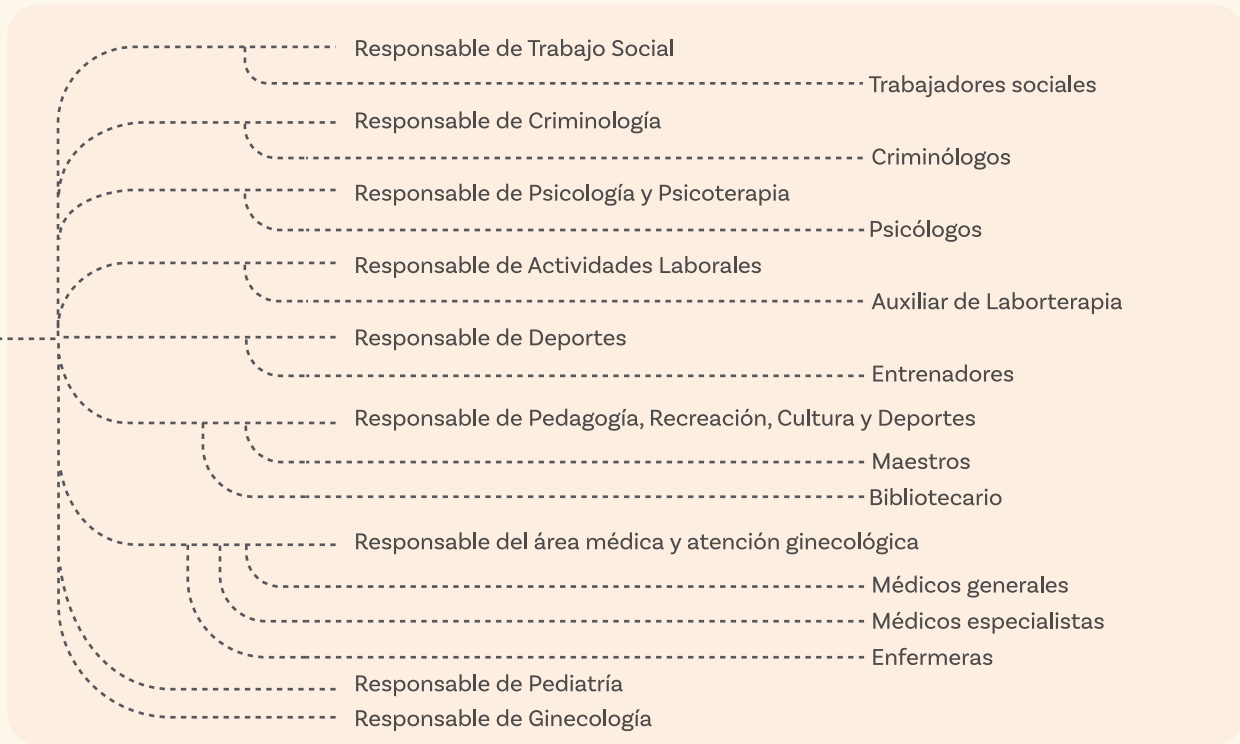 Responsable de Trabajo Social
Trabajadores sociales
Responsable de Criminología
Criminólogos
Responsable de Psicología y Psicoterapia
Psicólogos
Responsable de Actividades Laborales
Auxiliar de Laborterapia
Responsable de Deportes
Entrenadores
Responsable de Pedagogía, Recreación, Cultura y Deportes
Maestros
Bibliotecario
Responsable del área médica y atención ginecológica
Médicos generales
Médicos especialistas
Enfermeras
Responsable de Pediatría
Responsable de Ginecología